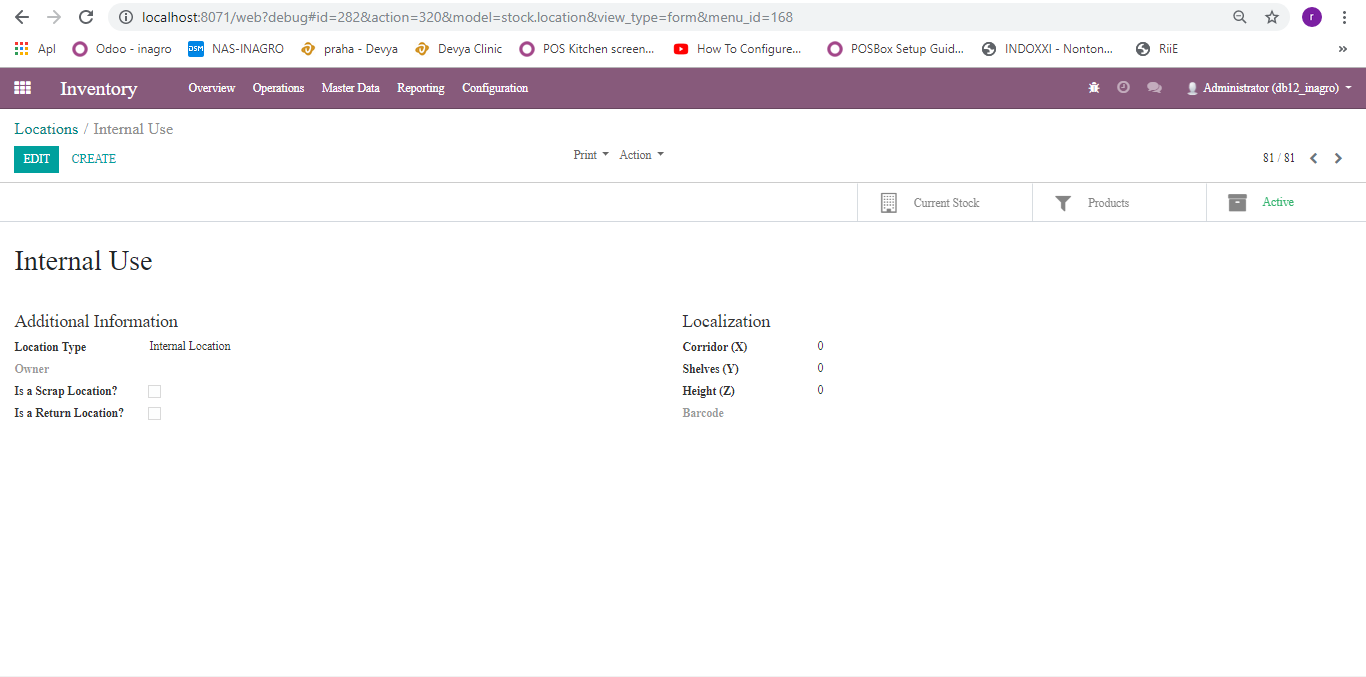 localhost:8071/web?debug#id=282&action=320&model=stock.location&view_type=form&menu_id=168
r
Apl Odoo - inagro DSM NAS-INAGRO praha - Devya Devya Clinic POS Kitchen screen... How To Configure... POSBox Setup Guid... INDOXXI - Nonton... RiiE »
Inventory Overview Operations Master Data Reporting Configuration Administrator (db12_inagro)
Locations / Internal Use
EDIT CREATE Print Action 81 / 81
Current Stock Products Active
Internal Use
Additional Information
Location Type Internal Location
Owner
Is a Scrap Location?
Is a Return Location?
Localization
Corridor (X) 0
Shelves (Y) 0
Height (Z) 0
Barcode